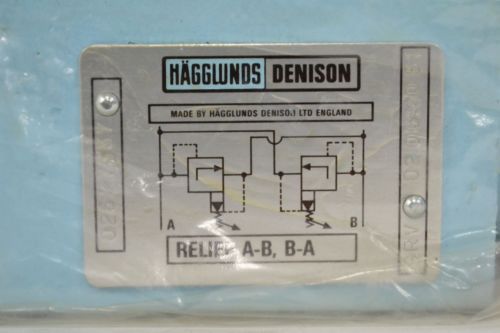 HÄGGLUNDS DENISON
MADE BY HÄGGLUNDS DENISON LTD ENGLAND
A
B
RELIEF A-B, B-A